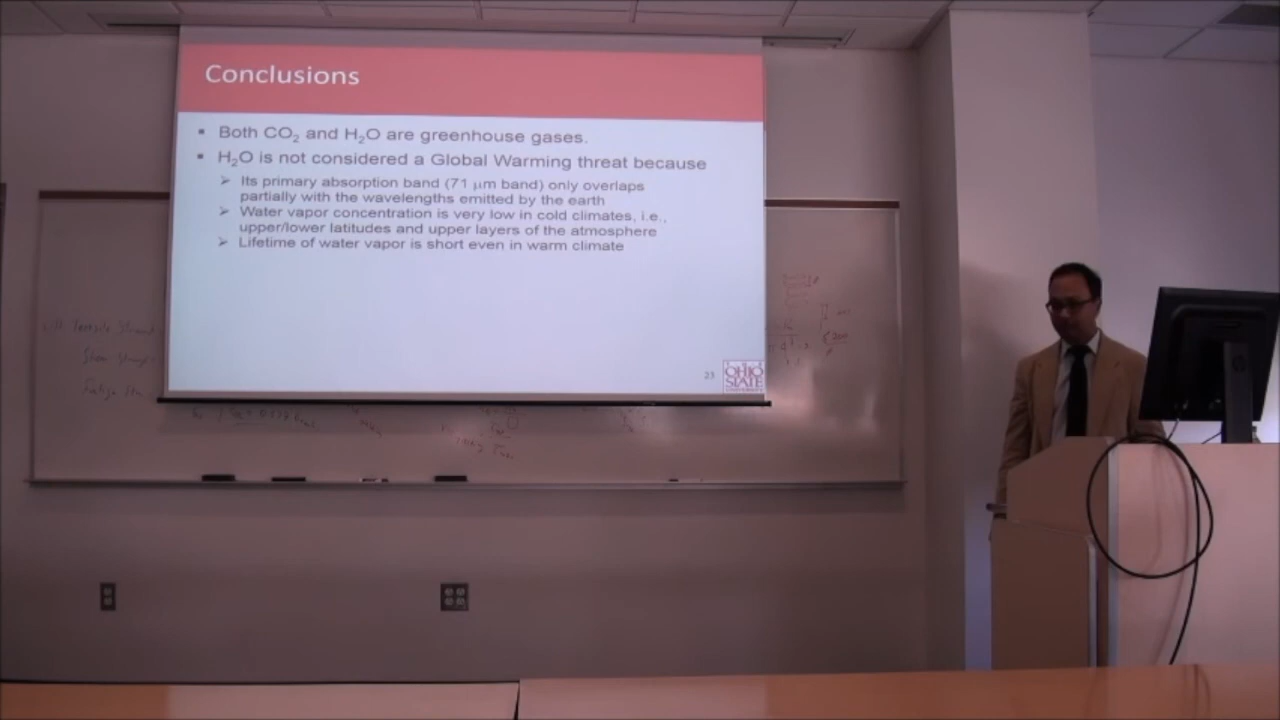 Conclusions
▪ Both CO₂ and H₂O are greenhouse gases.
▪ H₂O is not considered a Global Warming threat because
➢ Its primary absorption band (71 μm band) only overlaps
partially with the wavelengths emitted by the earth
➢ Water vapor concentration is very low in cold climates, i.e.,
upper/lower latitudes and upper layers of the atmosphere
➢ Lifetime of water vapor is short even in warm climate
23
THE
OHIO
STATE
UNIVERSITY